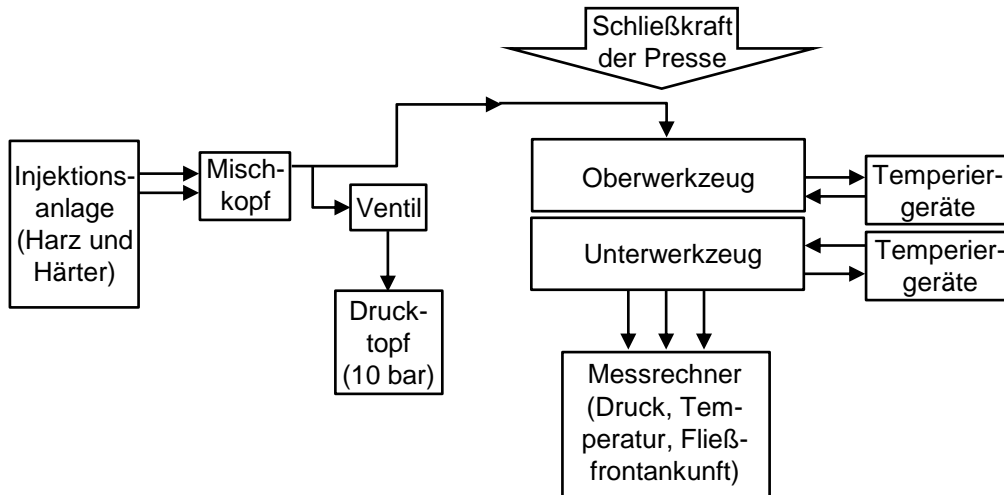 Schließkraft
der Presse
Injektions-
anlage
(Harz und
Härter)
Misch-
kopf
Ventil
Druck-
topf
(10 bar)
Oberwerkzeug
Temperier-
geräte
Unterwerkzeug
Temperier-
geräte
Messrechner
(Druck, Tem-
peratur, Fließ-
frontankunft)